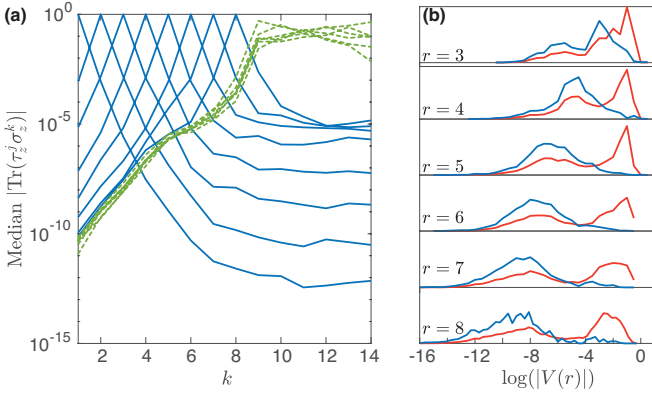 (a)
10^0
10^{-5}
10^{-10}
10^{-15}
Median |Tr(τ_z^j σ_z^k)|
2 4 6 8 10 12 14
k
(b)
r = 3
r = 4
r = 5
r = 6
r = 7
r = 8
-16 -12 -8 -4 0
log(|V(r)|)